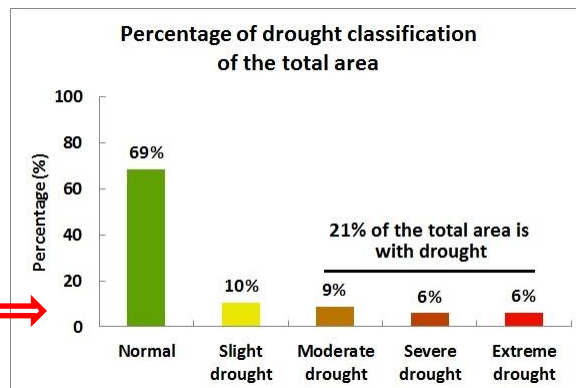 Percentage of drought classification
of the total area
100
80
60
40
20
0
Percentage (%)
69%
10%
9%
6%
6%
21% of the total area is
with drought
Normal
Slight
drought
Moderate
drought
Severe
drought
Extreme
drought